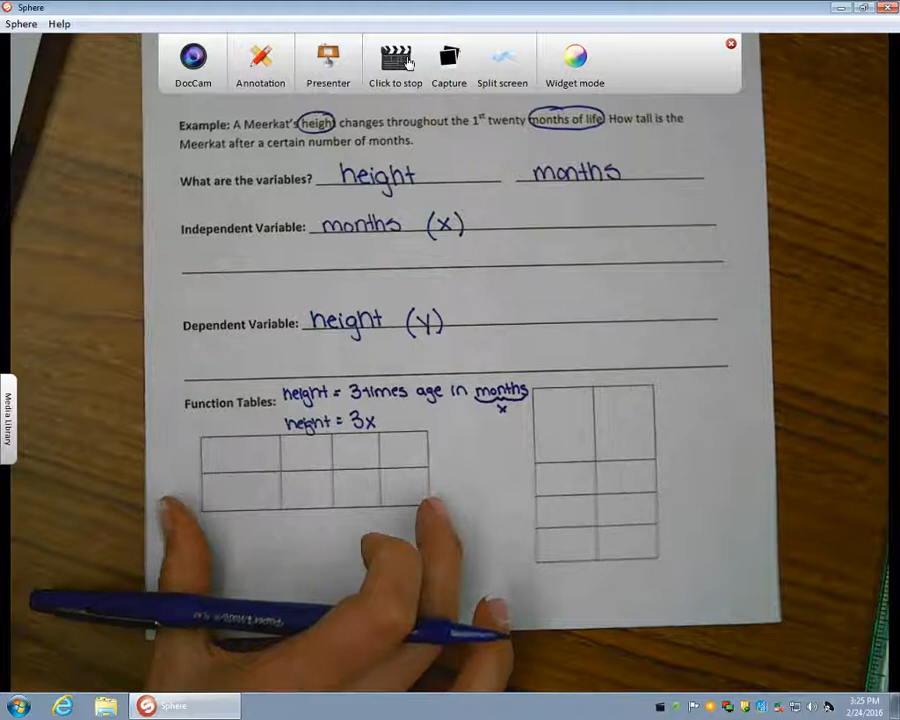 Sphere
Sphere Help
DocCam Annotation Presenter Click to stop Capture Split screen Widget mode
Example: A Meerkat's height changes throughout the 1st twenty months of life. How tall is the
Meerkat after a certain number of months.
What are the variables? height months
Independent Variable: months (x)
Dependent Variable: height (y)
Function Tables: height = 3 times age in months
x
height = 3x
Media Library
Sphere
3:25 PM
2/24/2016